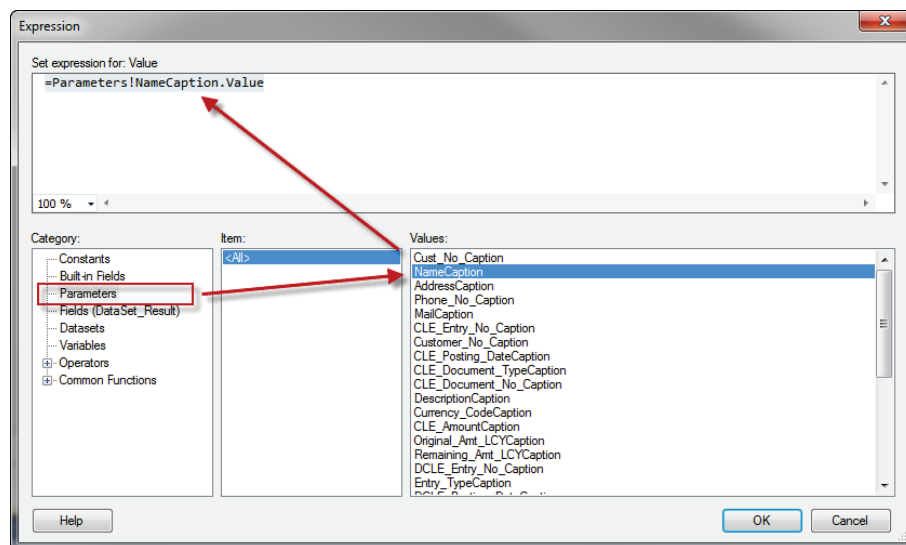 Expression
Set expression for: Value
=Parameters!NameCaption.Value
100 %
Category:
Item:
Values:
Constants
Built-in Fields
Parameters
Fields (DataSet_Result)
Datasets
Variables
Operators
Common Functions
<All>
Cust_No_Caption
NameCaption
AddressCaption
Phone_No_Caption
MailCaption
CLE_Entry_No_Caption
Customer_No_Caption
CLE_Posting_DateCaption
CLE_Document_TypeCaption
CLE_Document_No_Caption
DescriptionCaption
Currency_CodeCaption
CLE_AmountCaption
Original_Amt_LCYCaption
Remaining_Amt_LCYCaption
DCLE_Entry_No_Caption
Entry_TypeCaption
Help
OK
Cancel